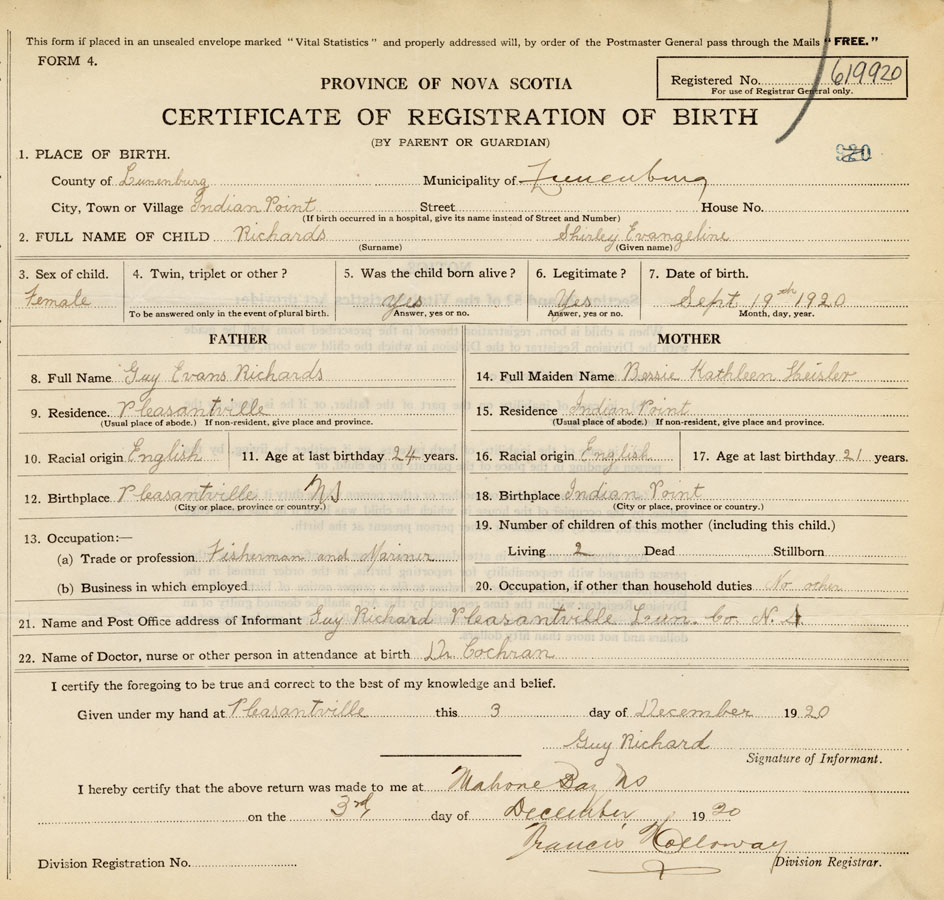 This form if placed in an unsealed envelope marked "Vital Statistics" and properly addressed will, by order of the Postmaster General pass through the Mails "FREE."
FORM 4.
Registered No. 619920
For use of Registrar General only.
PROVINCE OF NOVA SCOTIA
CERTIFICATE OF REGISTRATION OF BIRTH
(BY PARENT OR GUARDIAN)
920
1. PLACE OF BIRTH.
County of Lunenburg Municipality of Lunenburg
City, Town or Village Indian Point Street House No.
(If birth occurred in a hospital, give its name instead of Street and Number)
2. FULL NAME OF CHILD Richards Shirley Evangeline
(Surname) (Given name)
3. Sex of child. 4. Twin, triplet or other? 5. Was the child born alive? 6. Legitimate? 7. Date of birth.
Female Yes Yes Sept 19th 1920
To be answered only in the event of plural birth. Answer, yes or no. Answer, yes or no. Month, day, year.
FATHER
8. Full Name Guy Evans Richards
9. Residence. Pleasantville
(Usual place of abode.) If non-resident, give place and province.
10. Racial origin English 11. Age at last birthday 24 years.
12. Birthplace Pleasantville NS
(City or place, province or country.)
13. Occupation:—
(a) Trade or profession Fisherman and Mariner
(b) Business in which employed
MOTHER
14. Full Maiden Name Bessie Kathleen Heisler
15. Residence Indian Point
(Usual place of abode.) If non-resident, give place and province.
16. Racial origin English 17. Age at last birthday 21 years.
18. Birthplace Indian Point
(City or place, province or country.)
19. Number of children of this mother (including this child.)
Living 2 Dead Stillborn
20. Occupation, if other than household duties No other
21. Name and Post Office address of Informant Guy Richard Pleasantville Lun. Co N.S
22. Name of Doctor, nurse or other person in attendance at birth Dr Cochran
I certify the foregoing to be true and correct to the best of my knowledge and belief.
Given under my hand at Pleasantville this 3 day of December 1920
Guy Richard
Signature of Informant.
I hereby certify that the above return was made to me at Mahone Bay NS
on the 3rd day of December 1920
Francis Holloway
Division Registration No. Division Registrar.